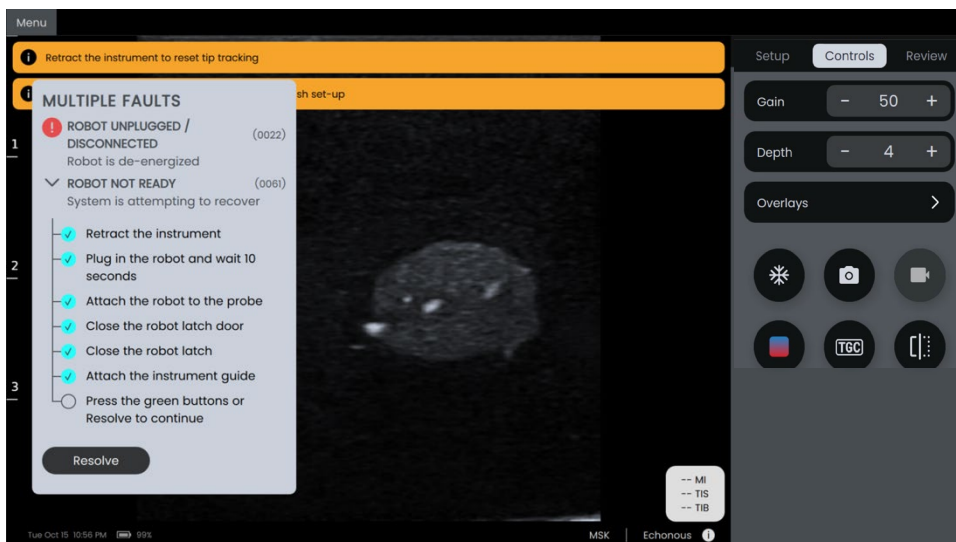 Menu
Retract the instrument to reset tip tracking
sh set-up
MULTIPLE FAULTS
ROBOT UNPLUGGED / (0022)
DISCONNECTED
Robot is de-energized
ROBOT NOT READY (0061)
System is attempting to recover
Retract the instrument
Plug in the robot and wait 10
seconds
Attach the robot to the probe
Close the robot latch door
Close the robot latch
Attach the instrument guide
Press the green buttons or
Resolve to continue
Resolve
1
2
3
-- MI
-- TIS
-- TIB
Tue Oct 15 10:56 PM 99%
MSK | Echonous
Setup Controls Review
Gain - 50 +
Depth - 4 +
Overlays
TGC